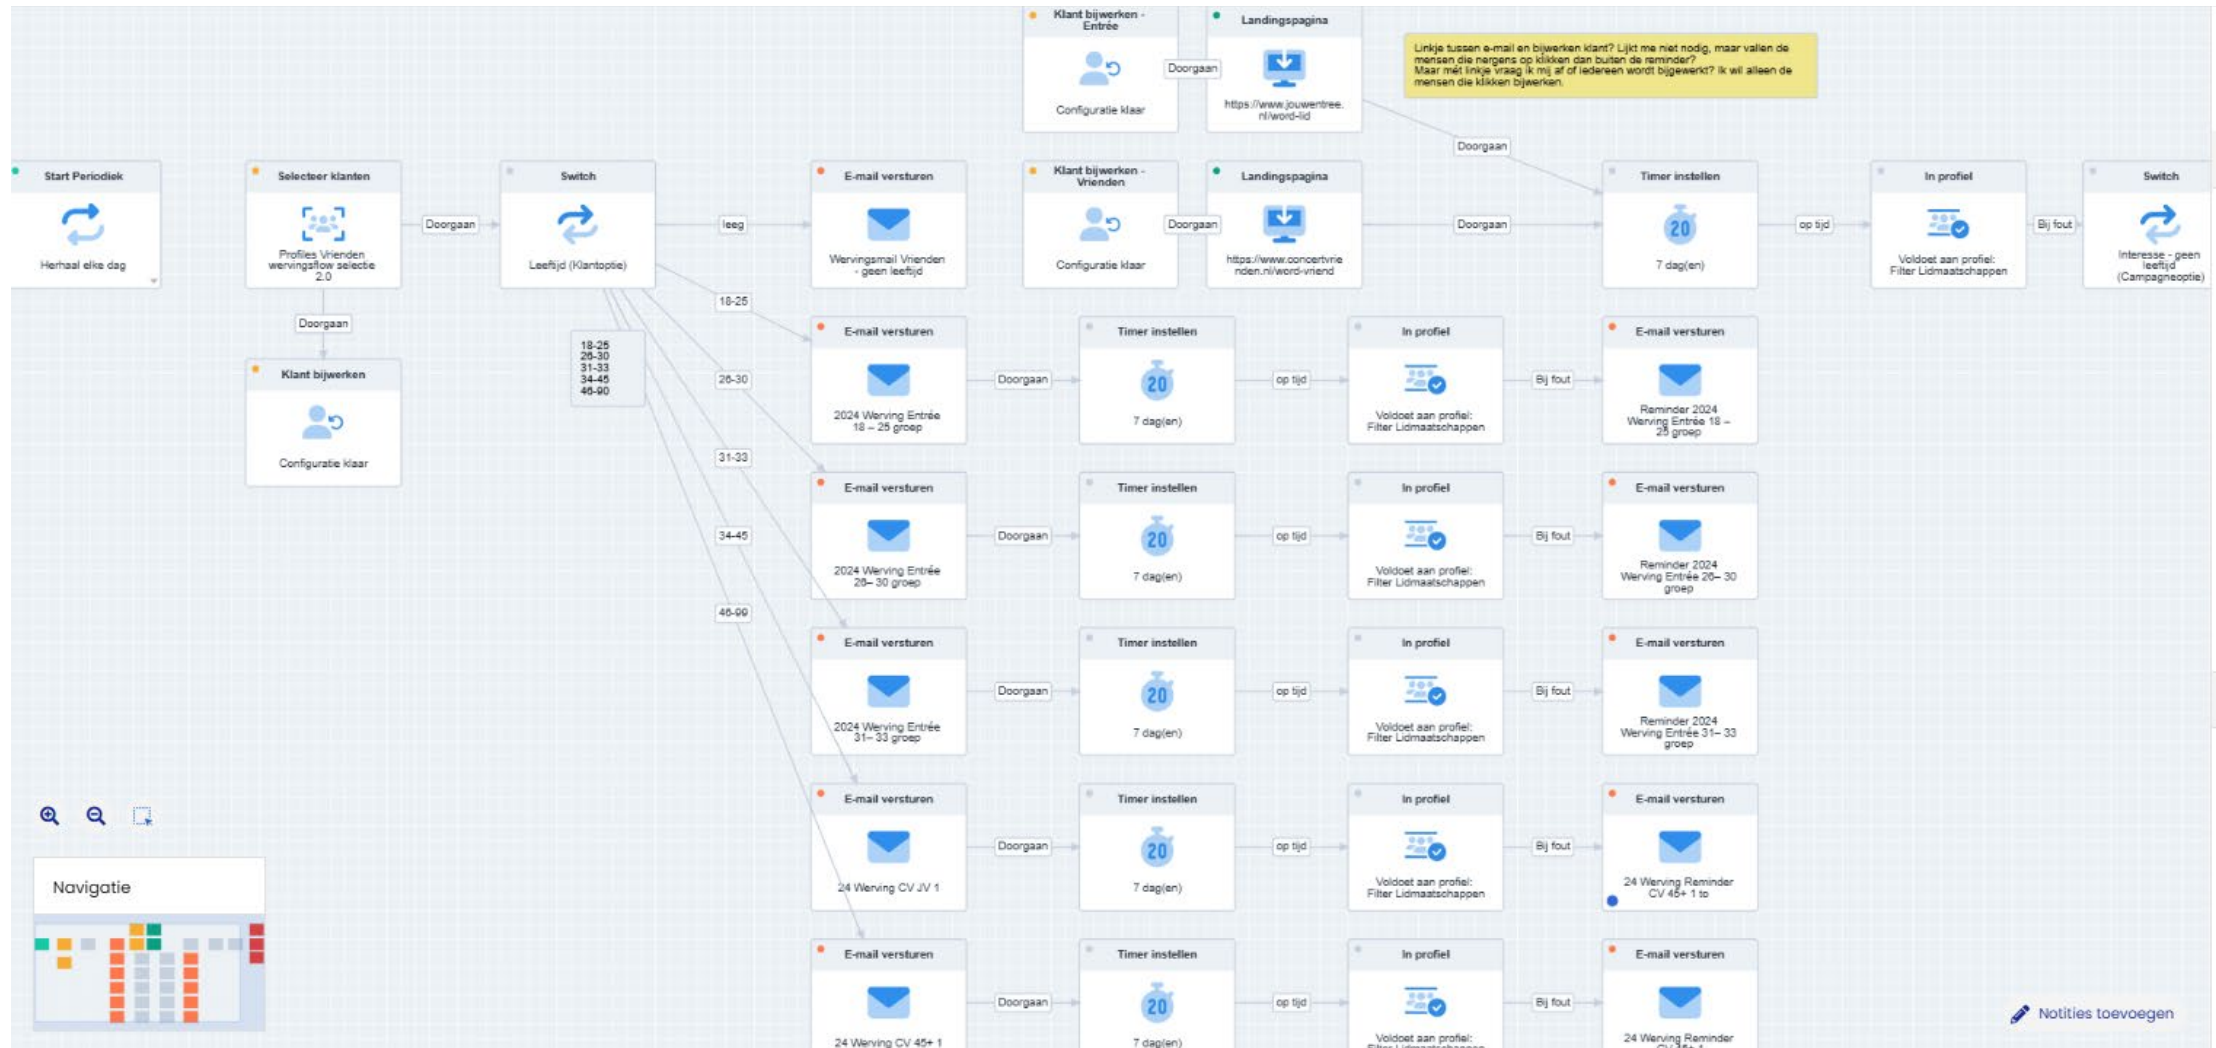 Klant bijwerken -
Entrée
Configuratie klaar
Doorgaan
Landingspagina
https://www.jouwentree.
nl/word-lid
Linkje tussen e-mail en bijwerken klant? Lijkt me niet nodig, maar vallen de
mensen die nergens op klikken dan buiten de reminder?
Maar mét linkje vraag ik mij af of iedereen wordt bijgewerkt? Ik wil alleen de
mensen die klikken bijwerken.
Doorgaan
Start Periodiek
Herhaal elke dag
Selecteer klanten
Profiles Vrienden
wervingsflow selectie
2.0
Doorgaan
Switch
Leeftijd (Klantoptie)
leeg
E-mail versturen
Wervingsmail Vrienden
- geen leeftijd
Klant bijwerken -
Vrienden
Configuratie klaar
Doorgaan
Landingspagina
https://www.concertvrie
nden.nl/word-vriend
Doorgaan
Timer instellen
20
7 dag(en)
op tijd
In profiel
Voldoet aan profiel:
Filter Lidmaatschappen
Bij fout
Switch
Interesse - geen
leeftijd
(Campagneoptie)
Doorgaan
Klant bijwerken
Configuratie klaar
18-25
26-30
31-33
34-45
46-90
18-25
26-30
31-33
34-45
46-99
E-mail versturen
2024 Werving Entrée
18 – 25 groep
Doorgaan
Timer instellen
20
7 dag(en)
op tijd
In profiel
Voldoet aan profiel:
Filter Lidmaatschappen
Bij fout
E-mail versturen
Reminder 2024
Werving Entrée 18 –
25 groep
E-mail versturen
2024 Werving Entrée
26– 30 groep
Doorgaan
Timer instellen
20
7 dag(en)
op tijd
In profiel
Voldoet aan profiel:
Filter Lidmaatschappen
Bij fout
E-mail versturen
Reminder 2024
Werving Entrée 26– 30
groep
E-mail versturen
2024 Werving Entrée
31– 33 groep
Doorgaan
Timer instellen
20
7 dag(en)
op tijd
In profiel
Voldoet aan profiel:
Filter Lidmaatschappen
Bij fout
E-mail versturen
Reminder 2024
Werving Entrée 31– 33
groep
E-mail versturen
24 Werving CV JV 1
Doorgaan
Timer instellen
20
7 dag(en)
op tijd
In profiel
Voldoet aan profiel:
Filter Lidmaatschappen
Bij fout
E-mail versturen
24 Werving Reminder
CV 45+ 1 to
E-mail versturen
24 Werving CV 45+ 1
Doorgaan
Timer instellen
20
7 dag(en)
op tijd
In profiel
Voldoet aan profiel:
Filter Lidmaatschappen
Bij fout
E-mail versturen
24 Werving Reminder
CV 45+ 1
Navigatie
Notities toevoegen